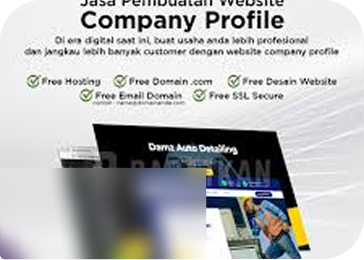 Jasa Pembuatan Website
Company Profile
Di era digital saat ini, buat usaha anda lebih profesional
dan jangkau lebih banyak customer dengan website company profile
Free Hosting Free Domain .com Free Desain Website
Free Email Domain Free SSL Secure
contoh : nama@domainanda.com
Damz Auto Detailing